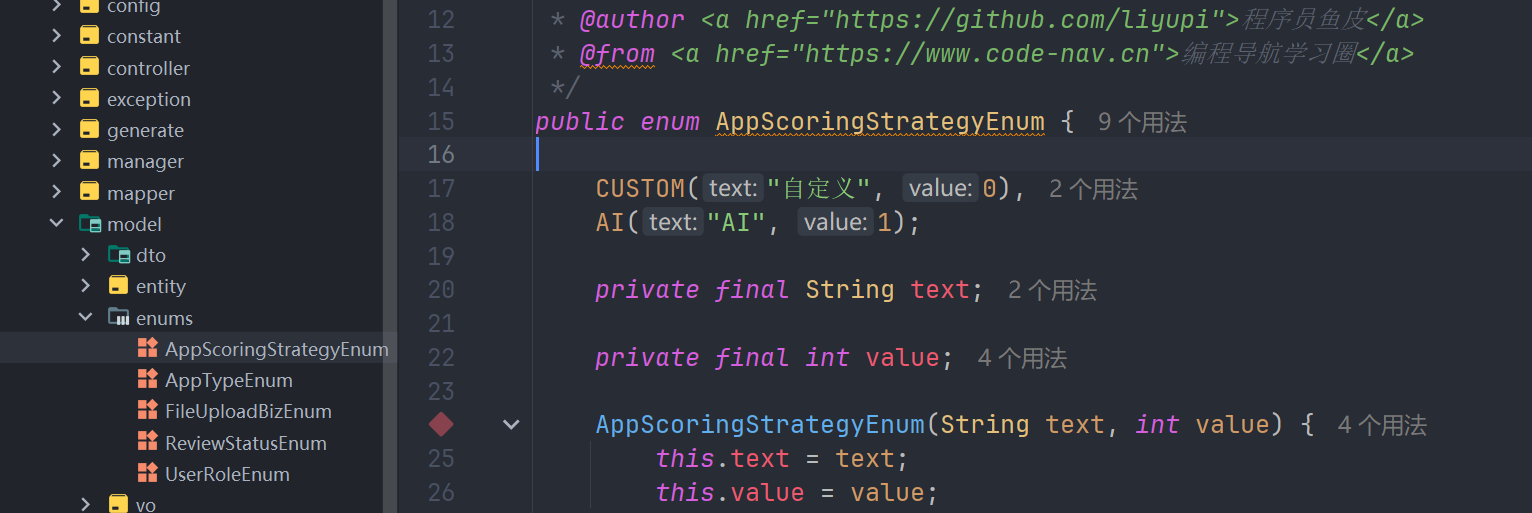 config
constant
controller
exception
generate
manager
mapper
model
dto
entity
enums
AppScoringStrategyEnum
AppTypeEnum
FileUploadBizEnum
ReviewStatusEnum
UserRoleEnum
vo
12 * @author <a href="https://github.com/liyupi">程序员鱼皮</a>
13 * @from <a href="https://www.code-nav.cn">编程导航学习圈</a>
14 */
15 public enum AppScoringStrategyEnum { 9 个用法
16
17 CUSTOM( text: "自定义", value: 0), 2 个用法
18 AI( text: "AI", value: 1);
19
20 private final String text; 2 个用法
21
22 private final int value; 4 个用法
23
AppScoringStrategyEnum(String text, int value) { 4 个用法
25 this.text = text;
26 this.value = value;